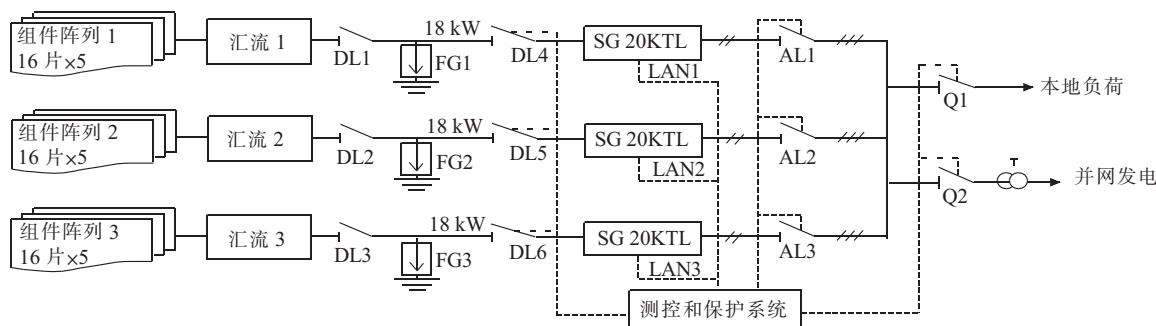 组件阵列 1
16 片×5
汇流 1
DL1
18 kW
FG1
DL4
SG 20KTL
LAN1
AL1
组件阵列 2
16 片×5
汇流 2
DL2
18 kW
FG2
DL5
SG 20KTL
LAN2
AL2
组件阵列 3
16 片×5
汇流 3
DL3
18 kW
FG3
DL6
SG 20KTL
LAN3
AL3
Q1
本地负荷
T
Q2
并网发电
测控和保护系统